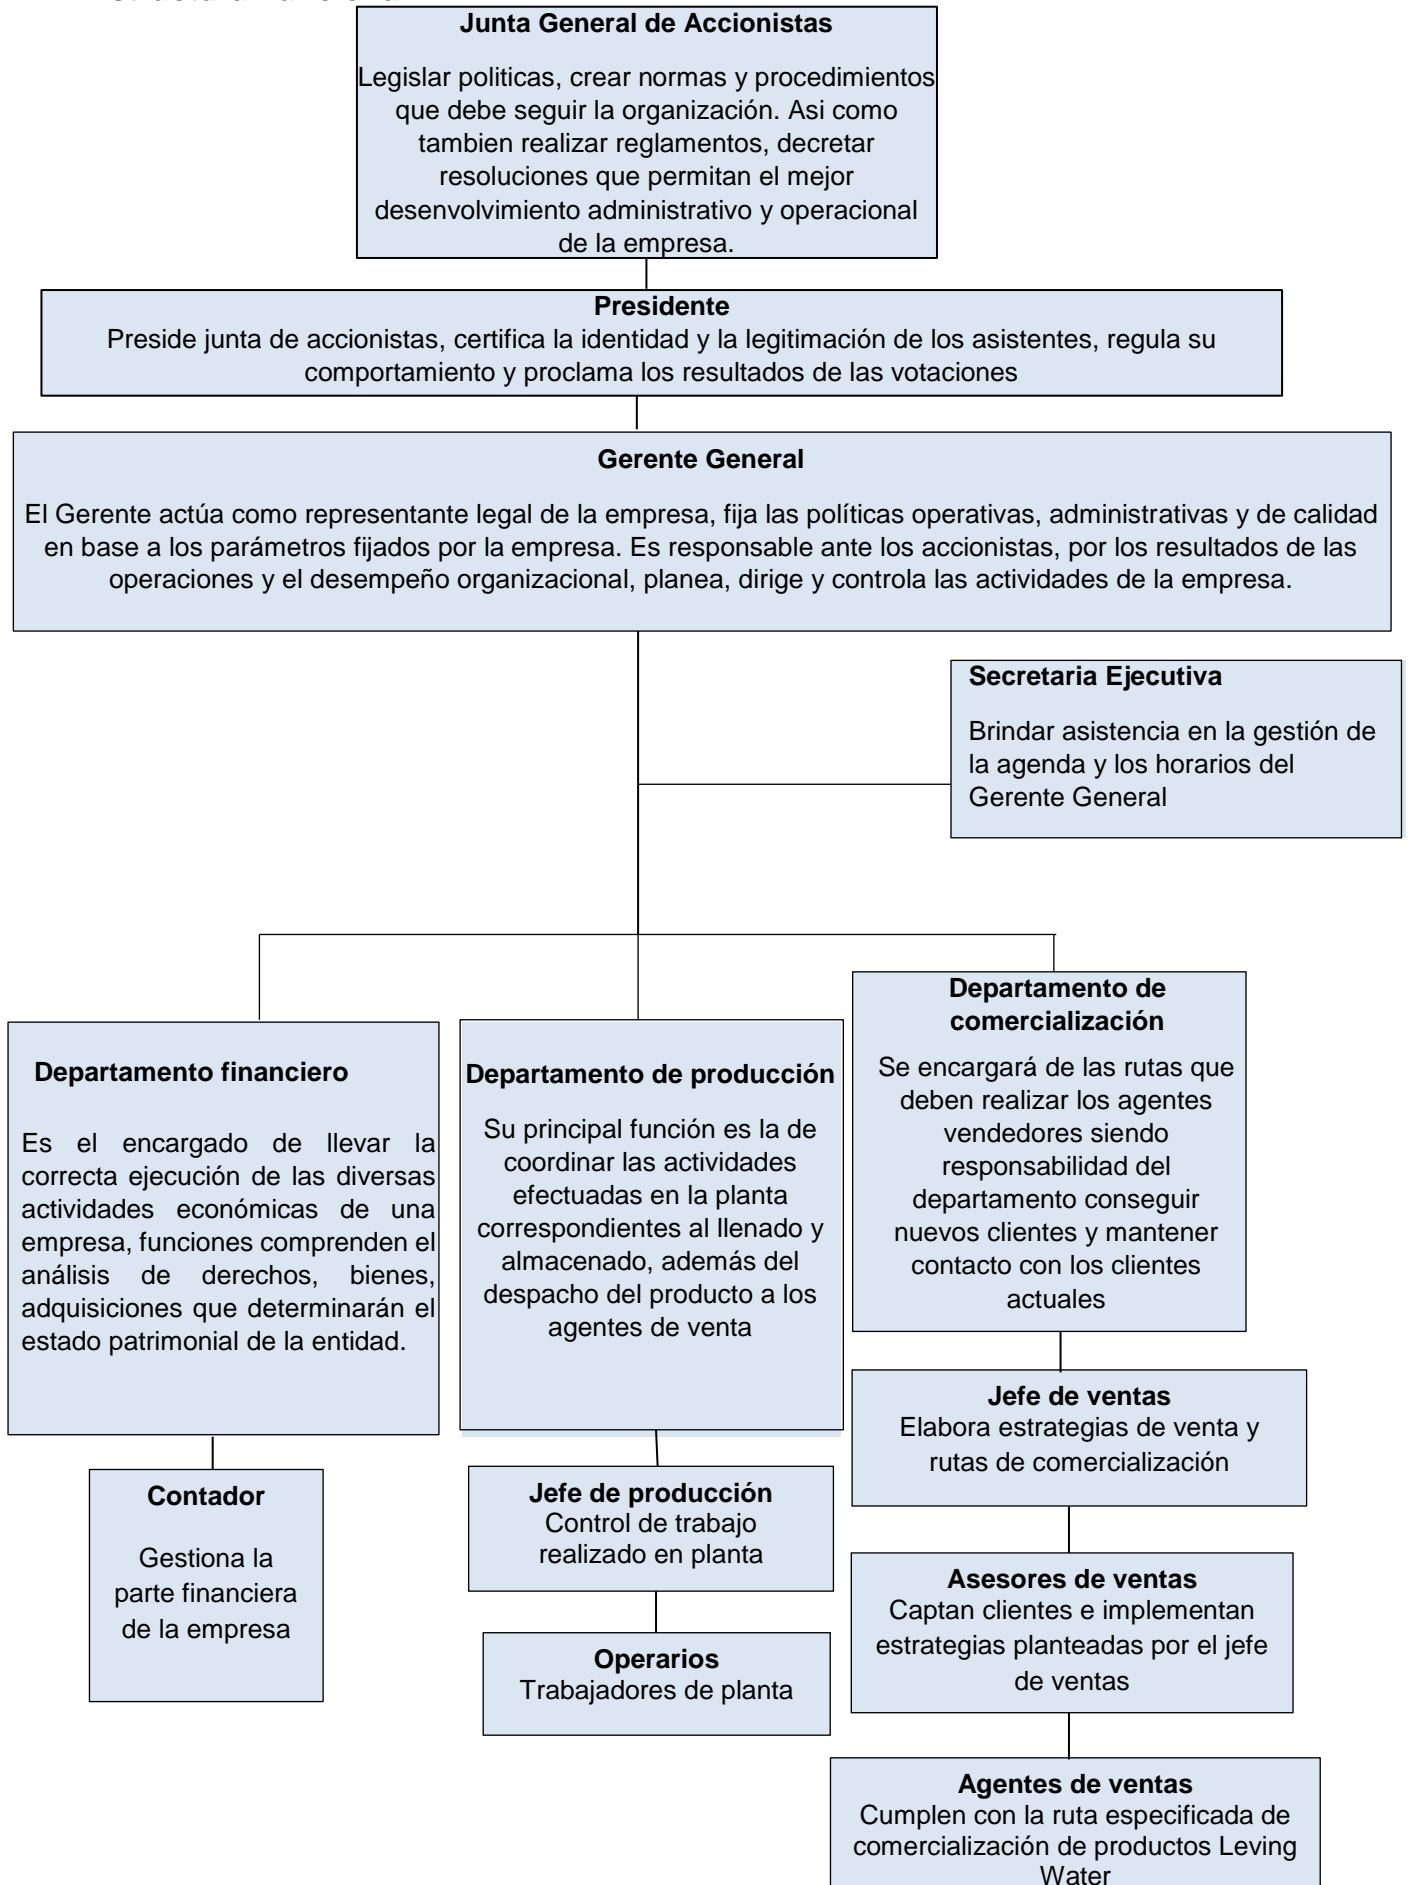 Junta General de Accionistas
Legislar politicas, crear normas y procedimientos
que debe seguir la organización. Asi como
tambien realizar reglamentos, decretar
resoluciones que permitan el mejor
desenvolvimiento administrativo y operacional
de la empresa.
Presidente
Preside junta de accionistas, certifica la identidad y la legitimación de los asistentes, regula su
comportamiento y proclama los resultados de las votaciones
Gerente General
El Gerente actúa como representante legal de la empresa, fija las políticas operativas, administrativas y de calidad
en base a los parámetros fijados por la empresa. Es responsable ante los accionistas, por los resultados de las
operaciones y el desempeño organizacional, planea, dirige y controla las actividades de la empresa.
Secretaria Ejecutiva
Brindar asistencia en la gestión de
la agenda y los horarios del
Gerente General
Departamento financiero
Es el encargado de llevar la
correcta ejecución de las diversas
actividades económicas de una
empresa, funciones comprenden el
análisis de derechos, bienes,
adquisiciones que determinarán el
estado patrimonial de la entidad.
Contador
Gestiona la
parte financiera
de la empresa
Departamento de producción
Su principal función es la de
coordinar las actividades
efectuadas en la planta
correspondientes al llenado y
almacenado, además del
despacho del producto a los
agentes de venta
Jefe de producción
Control de trabajo
realizado en planta
Operarios
Trabajadores de planta
Departamento de
comercialización
Se encargará de las rutas que
deben realizar los agentes
vendedores siendo
responsabilidad del
departamento conseguir
nuevos clientes y mantener
contacto con los clientes
actuales
Jefe de ventas
Elabora estrategias de venta y
rutas de comercialización
Asesores de ventas
Captan clientes e implementan
estrategias planteadas por el jefe
de ventas
Agentes de ventas
Cumplen con la ruta especificada de
comercialización de productos Leving
Water